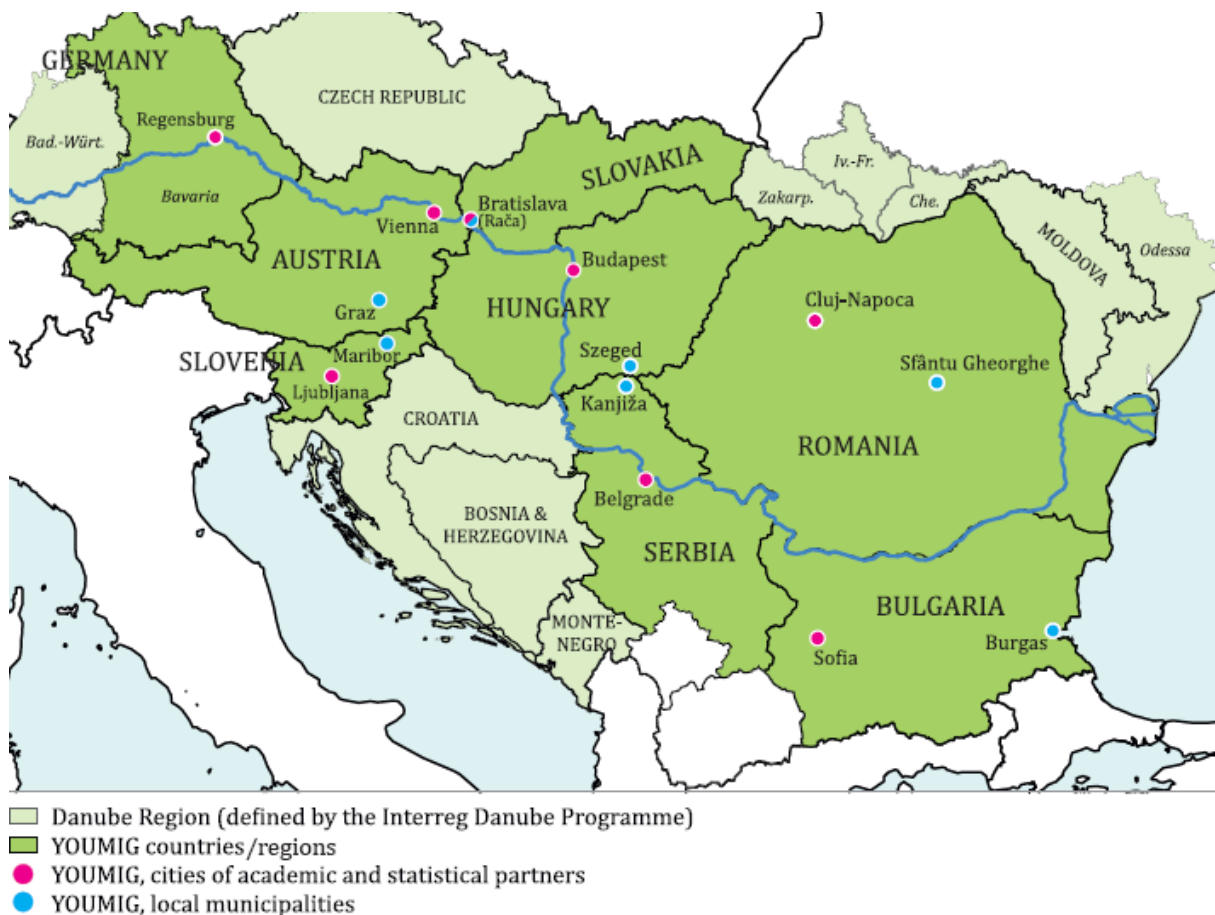 GERMANY
CZECH REPUBLIC
Regensburg
Bad.-Würt.
Bavaria
SLOVAKIA
Iv.-Fr.
Zakarp.
Che.
MOLDOVA
Odessa
Vienna
Bratislava
(Rača)
AUSTRIA
Budapest
Graz
HUNGARY
Cluj-Napoca
SLOVENIA
Maribor
Ljubljana
Szeged
Kanjiža
Sfântu Gheorghe
CROATIA
ROMANIA
Belgrade
BOSNIA &
HERZEGOVINA
SERBIA
MONTE-
NEGRO
BULGARIA
Sofia
Burgas
Danube Region (defined by the Interreg Danube Programme)
YOUMIG countries/regions
YOUMIG, cities of academic and statistical partners
YOUMIG, local municipalities